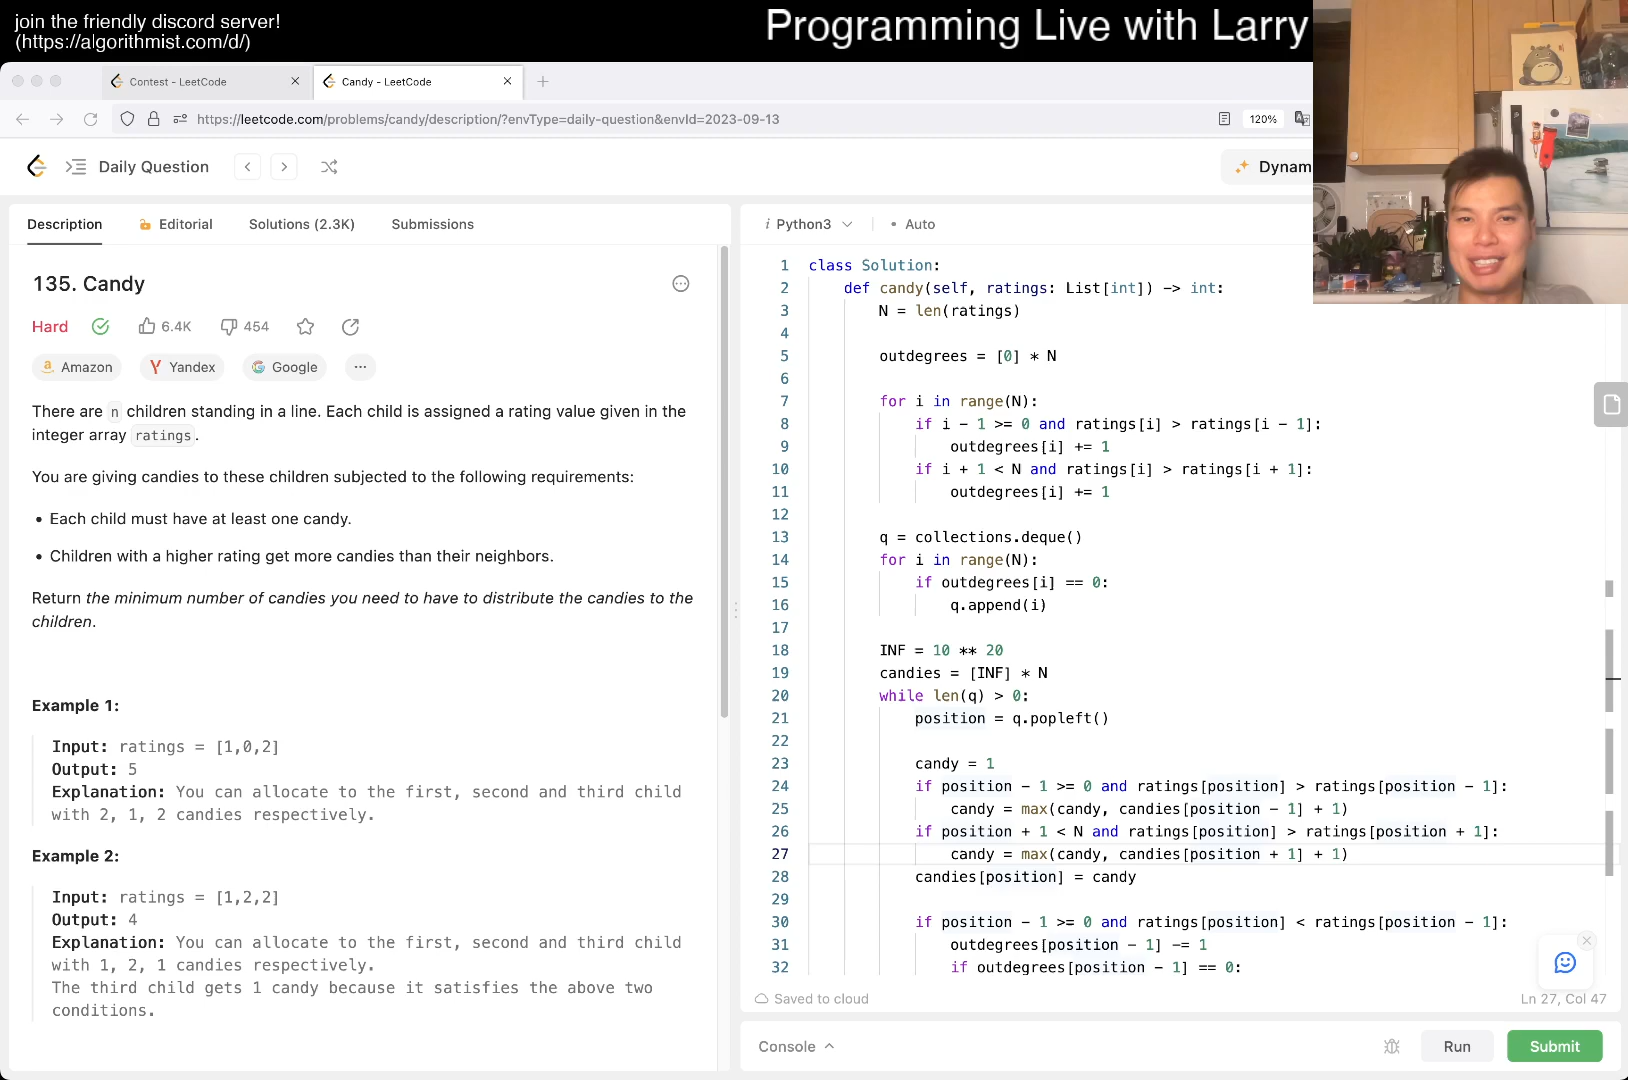 join the friendly discord server!
(https://algorithmist.com/d/)
Programming Live with Larry
Contest - LeetCode
Candy - LeetCode
https://leetcode.com/problems/candy/description/?envType=daily-question&envId=2023-09-13
120%
Daily Question
Dynam
Description
Editorial
Solutions (2.3K)
Submissions
135. Candy
Hard
6.4K
454
Amazon
Yandex
Google
There are n children standing in a line. Each child is assigned a rating value given in the
integer array ratings.
You are giving candies to these children subjected to the following requirements:
• Each child must have at least one candy.
• Children with a higher rating get more candies than their neighbors.
Return the minimum number of candies you need to have to distribute the candies to the
children.
Example 1:
Input: ratings = [1,0,2]
Output: 5
Explanation: You can allocate to the first, second and third child
with 2, 1, 2 candies respectively.
Example 2:
Input: ratings = [1,2,2]
Output: 4
Explanation: You can allocate to the first, second and third child
with 1, 2, 1 candies respectively.
The third child gets 1 candy because it satisfies the above two
conditions.
i Python3
• Auto
1 class Solution:
2 def candy(self, ratings: List[int]) -> int:
3 N = len(ratings)
4
5 outdegrees = [0] * N
6
7 for i in range(N):
8 if i - 1 >= 0 and ratings[i] > ratings[i - 1]:
9 outdegrees[i] += 1
10 if i + 1 < N and ratings[i] > ratings[i + 1]:
11 outdegrees[i] += 1
12
13 q = collections.deque()
14 for i in range(N):
15 if outdegrees[i] == 0:
16 q.append(i)
17
18 INF = 10 ** 20
19 candies = [INF] * N
20 while len(q) > 0:
21 position = q.popleft()
22
23 candy = 1
24 if position - 1 >= 0 and ratings[position] > ratings[position - 1]:
25 candy = max(candy, candies[position - 1] + 1)
26 if position + 1 < N and ratings[position] > ratings[position + 1]:
27 candy = max(candy, candies[position + 1] + 1)
28 candies[position] = candy
29
30 if position - 1 >= 0 and ratings[position] < ratings[position - 1]:
31 outdegrees[position - 1] -= 1
32 if outdegrees[position - 1] == 0:
Saved to cloud
Ln 27, Col 47
Console
Run
Submit